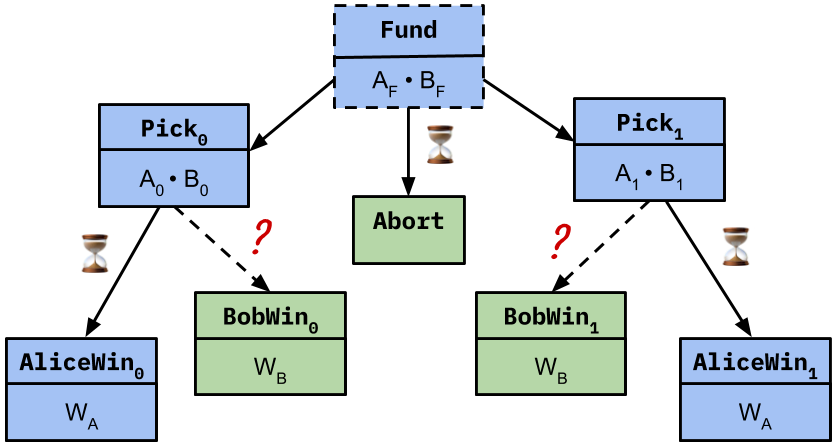 Fund
A_F • B_F
Pick_0
A_0 • B_0
Pick_1
A_1 • B_1
Abort
?
?
BobWin_0
W_B
BobWin_1
W_B
AliceWin_0
W_A
AliceWin_1
W_A